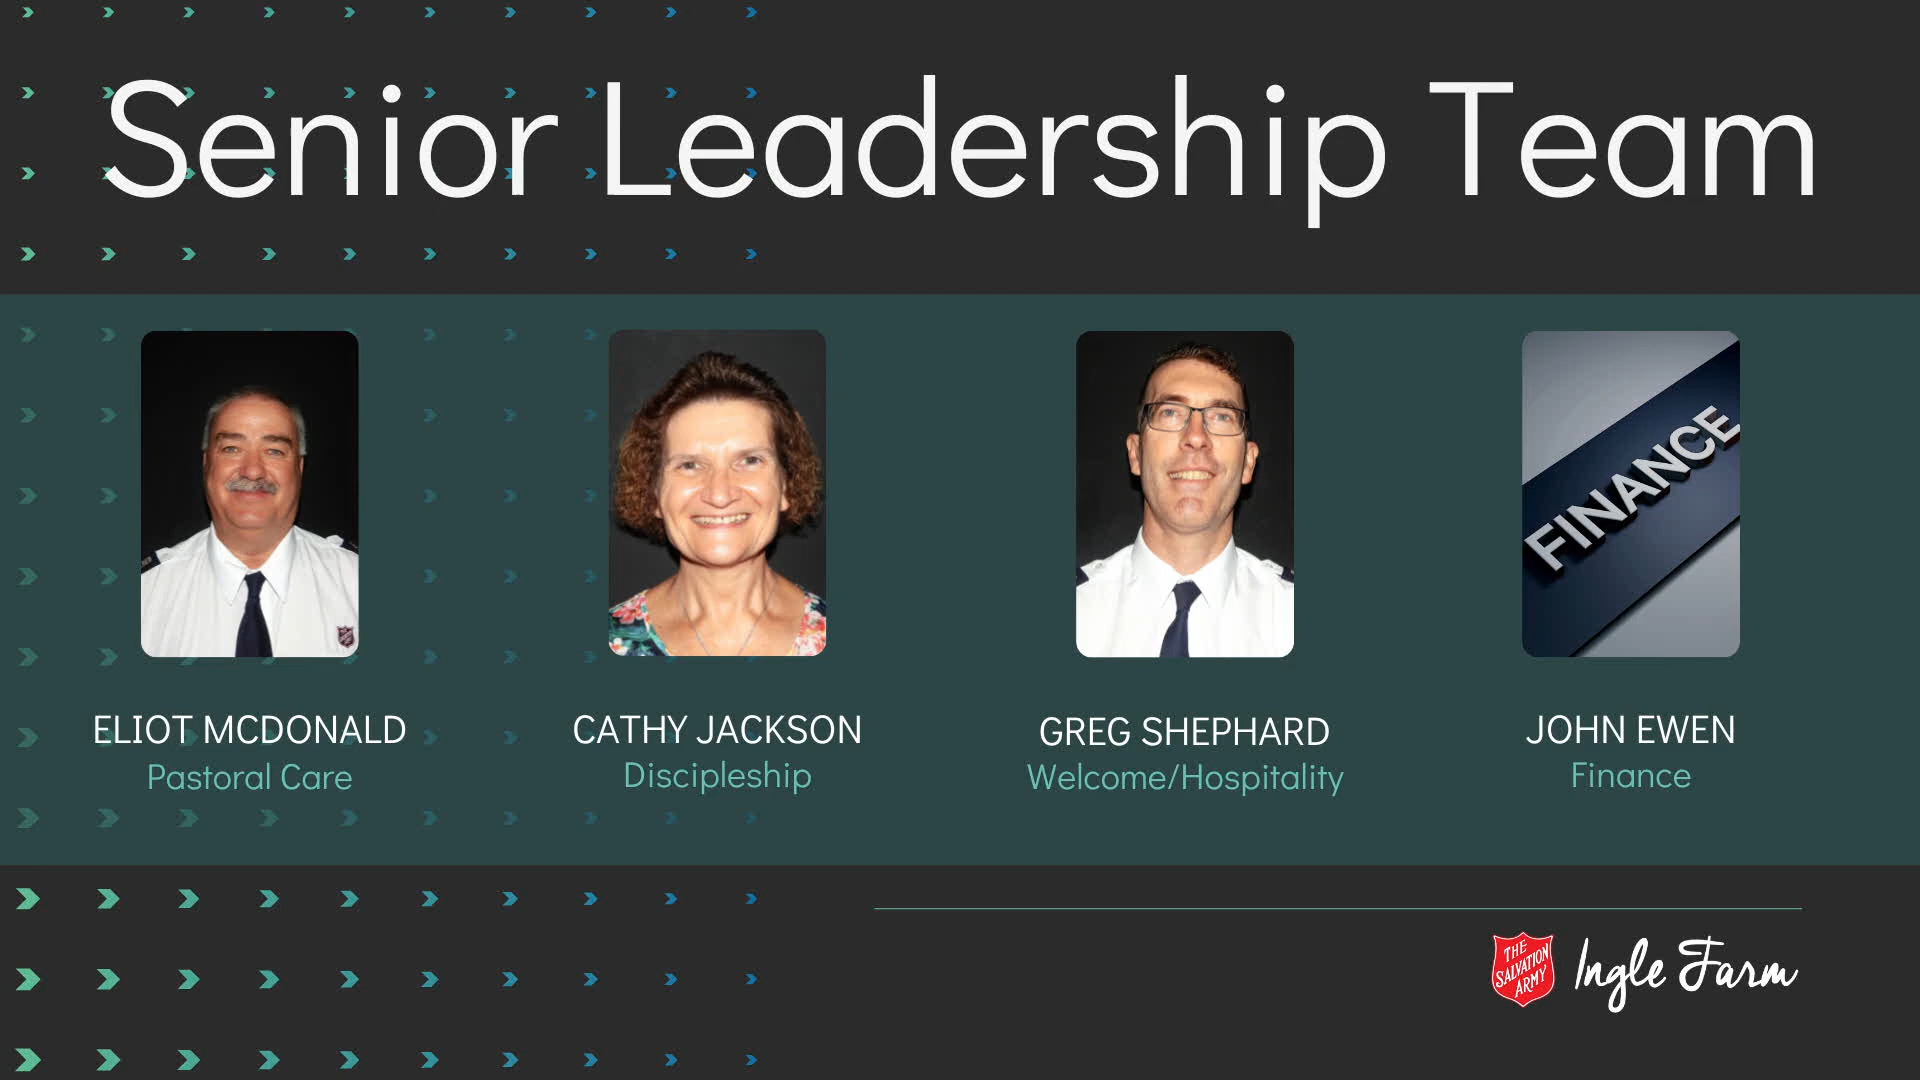 Senior Leadership Team
FINANCE
ELIOT MCDONALD
Pastoral Care
CATHY JACKSON
Discipleship
GREG SHEPHARD
Welcome/Hospitality
JOHN EWEN
Finance
THE
SALVATION
ARMY
Ingle Farm